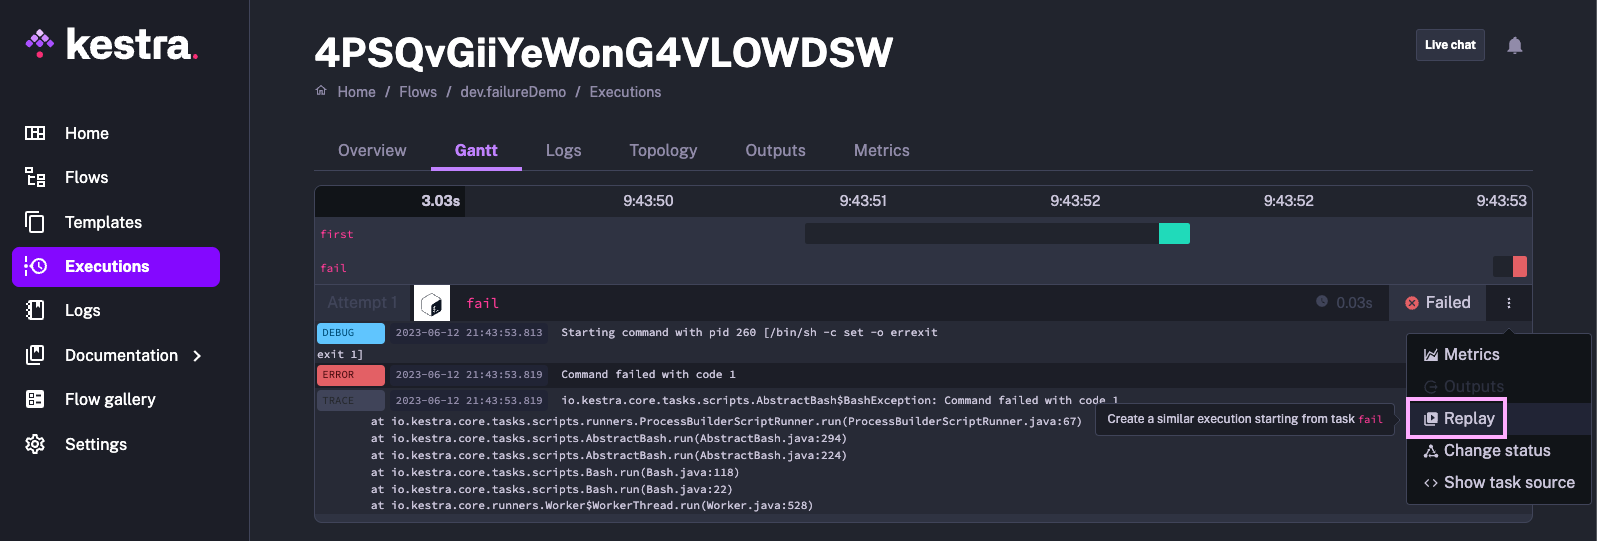 kestra.
Home
Flows
Templates
Executions
Logs
Documentation
Flow gallery
Settings
4PSQvGiiYeWonG4VLOWDSW
Live chat
Home / Flows / dev.failureDemo / Executions
Overview Gantt Logs Topology Outputs Metrics
3.03s 9:43:50 9:43:51 9:43:52 9:43:52 9:43:53
first
fail
Attempt 1 fail 0.03s Failed
DEBUG 2023-06-12 21:43:53.813 Starting command with pid 260 [/bin/sh -c set -o errexit
exit 1]
ERROR 2023-06-12 21:43:53.819 Command failed with code 1
TRACE 2023-06-12 21:43:53.819 io.kestra.core.tasks.scripts.AbstractBash$BashException: Command failed with code 1
at io.kestra.core.tasks.scripts.runners.ProcessBuilderScriptRunner.run(ProcessBuilderScriptRunner.java:67)
at io.kestra.core.tasks.scripts.AbstractBash.run(AbstractBash.java:294)
at io.kestra.core.tasks.scripts.AbstractBash.run(AbstractBash.java:224)
at io.kestra.core.tasks.scripts.Bash.run(Bash.java:118)
at io.kestra.core.tasks.scripts.Bash.run(Bash.java:22)
at io.kestra.core.runners.Worker$WorkerThread.run(Worker.java:528)
Metrics
Outputs
Create a similar execution starting from task fail
Replay
Change status
Show task source